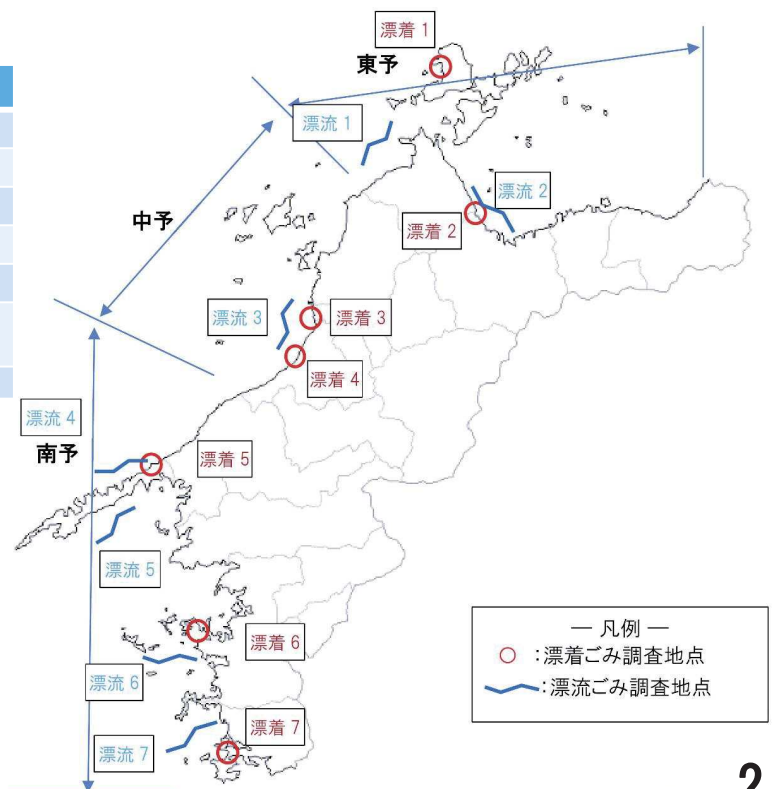 漂着 1
東予
漂流 1
漂流 2
中予
漂着 2
漂流 3
漂着 3
漂着 4
漂流 4
南予
漂着 5
漂流 5
漂着 6
漂流 6
漂着 7
漂流 7
― 凡例 ―
:漂着ごみ調査地点
:漂流ごみ調査地点
2